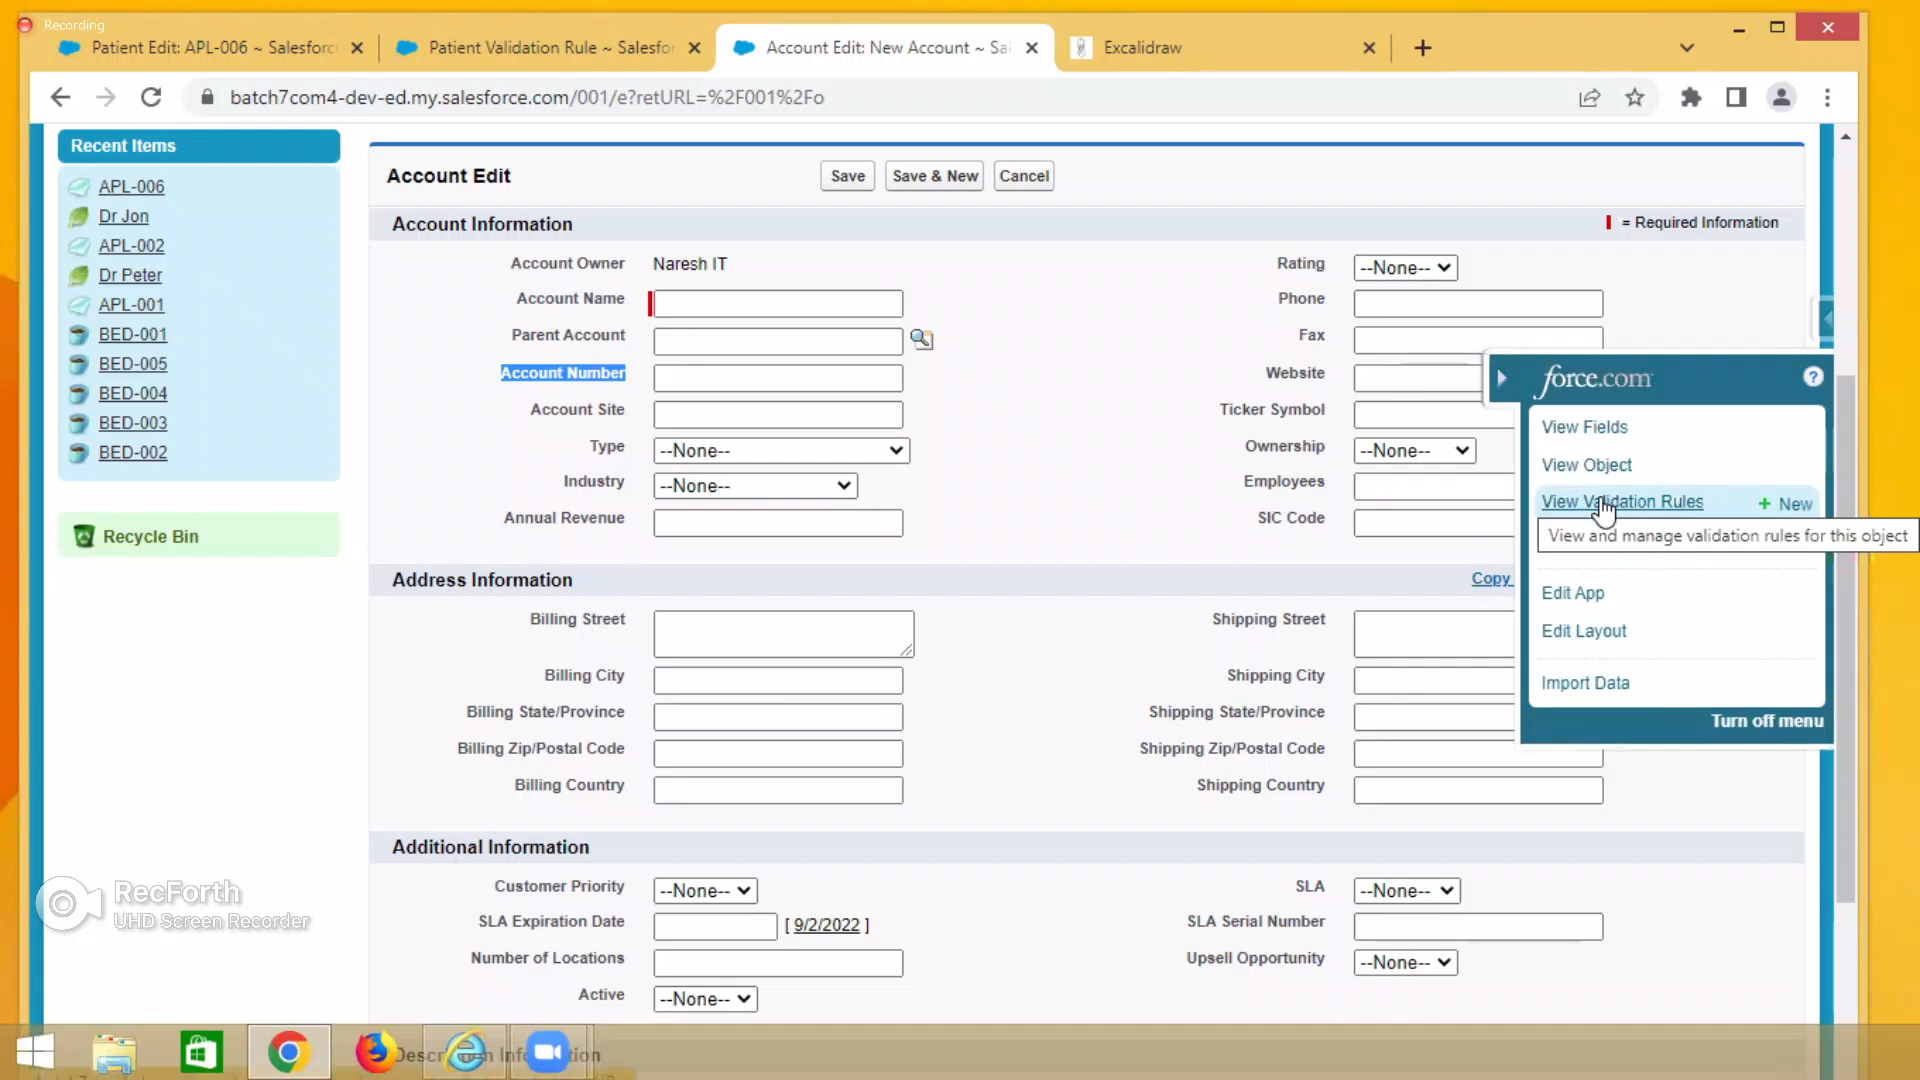 Recording
Patient Edit: APL-006 ~ Salesforc
Patient Validation Rule ~ Salesfor
Account Edit: New Account ~ Sal
Excalidraw
batch7com4-dev-ed.my.salesforce.com/001/e?retURL=%2F001%2Fo
Recent Items
APL-006
Dr Jon
APL-002
Dr Peter
APL-001
BED-001
BED-005
BED-004
BED-003
BED-002
Recycle Bin
Account Edit
Save
Save & New
Cancel
Account Information
= Required Information
Account Owner Naresh IT
Rating --None--
Account Name
Phone
Parent Account
Fax
Account Number
Website
Account Site
Ticker Symbol
Type --None--
Ownership --None--
Industry --None--
Employees
Annual Revenue
SIC Code
force.com
?
View Fields
View Object
View Validation Rules
+ New
View and manage validation rules for this object
Edit App
Edit Layout
Import Data
Turn off menu
Address Information
Copy
Billing Street
Shipping Street
Billing City
Shipping City
Billing State/Province
Shipping State/Province
Billing Zip/Postal Code
Shipping Zip/Postal Code
Billing Country
Shipping Country
Additional Information
Customer Priority --None--
SLA --None--
SLA Expiration Date [ 9/2/2022 ]
SLA Serial Number
Number of Locations
Upsell Opportunity --None--
Active --None--
RecForth
UHD Screen Recorder